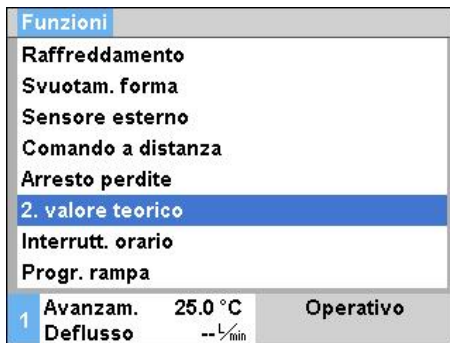 Funzioni
Raffreddamento
Svuotam. forma
Sensore esterno
Comando a distanza
Arresto perdite
2. valore teorico
Interrutt. orario
Progr. rampa
1 Avanzam. 25.0 °C Operativo
Deflusso -- L/min